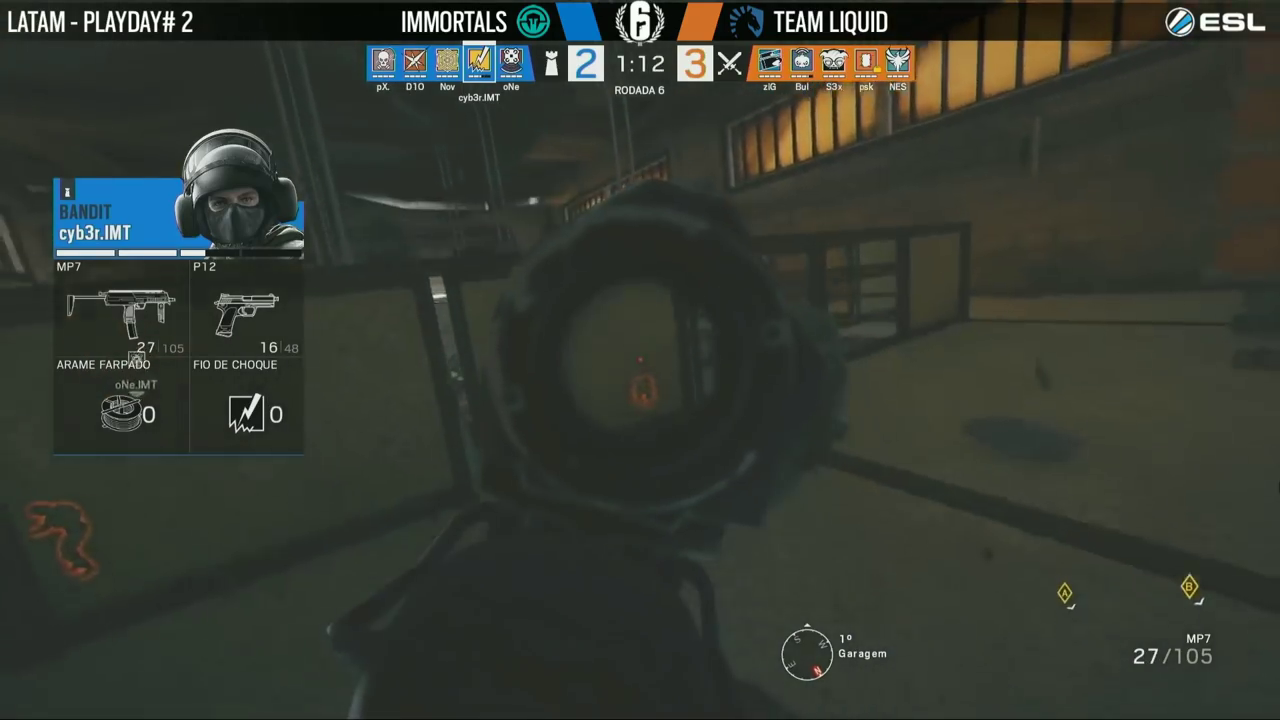 LATAM - PLAYDAY# 2
IMMORTALS
6
TEAM LIQUID
ESL
2
1:12
3
RODADA 6
pX.
D1O
Nov
cyb3r.IMT
oNe
ziG
Bul
S3x
psk
NES
BANDIT
cyb3r.IMT
MP7
P12
27|105
16|48
ARAME FARPADO
FIO DE CHOQUE
oNe.IMT
0
0
A
B
S
W
E
N
1º
Garagem
MP7
27/105